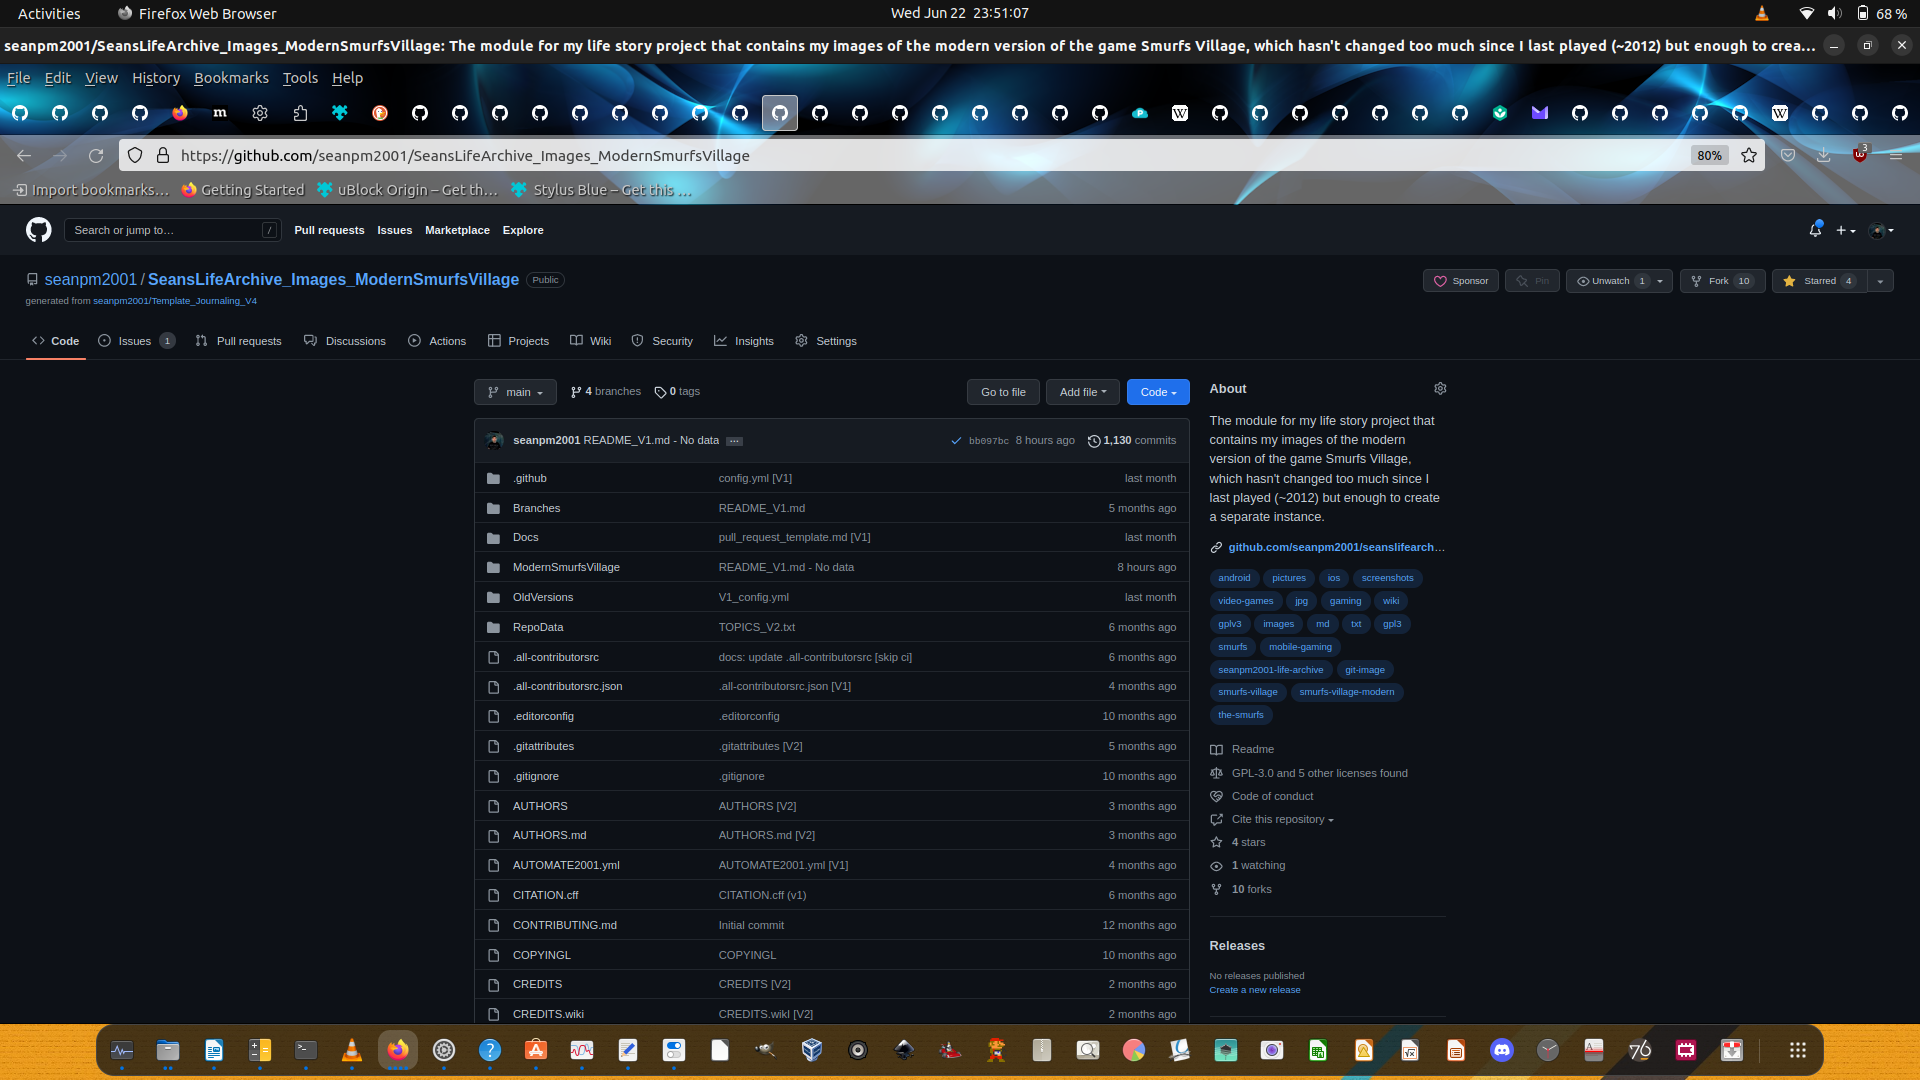 Activities
Firefox Web Browser
Wed Jun 22 23:51:07
68 %
seanpm2001/SeansLifeArchive_Images_ModernSmurfsVillage: The module for my life story project that contains my images of the modern version of the game Smurfs Village, which hasn't changed too much since I last played (~2012) but enough to crea…
File Edit View History Bookmarks Tools Help
https://github.com/seanpm2001/SeansLifeArchive_Images_ModernSmurfsVillage
80%
3
Import bookmarks…
Getting Started
uBlock Origin – Get th…
Stylus Blue – Get this …
Search or jump to…
/
Pull requests
Issues
Marketplace
Explore
seanpm2001 / SeansLifeArchive_Images_ModernSmurfsVillage
Public
generated from seanpm2001/Template_Journaling_V4
Sponsor
Pin
Unwatch 1
Fork 10
Starred 4
Code
Issues 1
Pull requests
Discussions
Actions
Projects
Wiki
Security
Insights
Settings
main
4 branches
0 tags
Go to file
Add file
Code
seanpm2001 README_V1.md - No data
bb097bc 8 hours ago
1,130 commits
.github config.yml [V1] last month
Branches README_V1.md 5 months ago
Docs pull_request_template.md [V1] last month
ModernSmurfsVillage README_V1.md - No data 8 hours ago
OldVersions V1_config.yml last month
RepoData TOPICS_V2.txt 6 months ago
.all-contributorsrc docs: update .all-contributorsrc [skip ci] 6 months ago
.all-contributorsrc.json .all-contributorsrc.json [V1] 4 months ago
.editorconfig .editorconfig 10 months ago
.gitattributes .gitattributes [V2] 5 months ago
.gitignore .gitignore 10 months ago
AUTHORS AUTHORS [V2] 3 months ago
AUTHORS.md AUTHORS.md [V2] 3 months ago
AUTOMATE2001.yml AUTOMATE2001.yml [V1] 4 months ago
CITATION.cff CITATION.cff (v1) 6 months ago
CONTRIBUTING.md Initial commit 12 months ago
COPYINGL COPYINGL 10 months ago
CREDITS CREDITS [V2] 2 months ago
CREDITS.wiki CREDITS.wikI [V2] 2 months ago
About
The module for my life story project that
contains my images of the modern
version of the game Smurfs Village,
which hasn't changed too much since I
last played (~2012) but enough to create
a separate instance.
github.com/seanpm2001/seanslifearch…
android pictures ios screenshots
video-games jpg gaming wiki
gplv3 images md txt gpl3
smurfs mobile-gaming
seanpm2001-life-archive git-image
smurfs-village smurfs-village-modern
the-smurfs
Readme
GPL-3.0 and 5 other licenses found
Code of conduct
Cite this repository
4 stars
1 watching
10 forks
Releases
No releases published
Create a new release